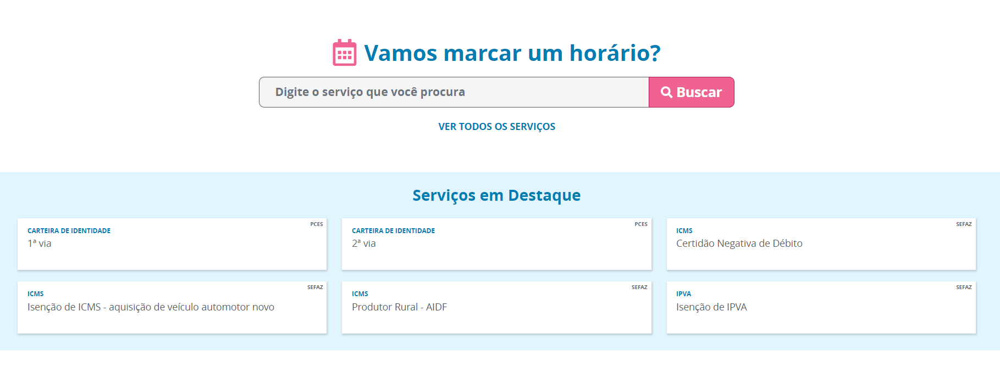 Vamos marcar um horário?
Digite o serviço que você procura
Buscar
VER TODOS OS SERVIÇOS
Serviços em Destaque
PCES
CARTEIRA DE IDENTIDADE
1ª via
PCES
CARTEIRA DE IDENTIDADE
2ª via
SEFAZ
ICMS
Certidão Negativa de Débito
SEFAZ
ICMS
Isenção de ICMS - aquisição de veículo automotor novo
SEFAZ
ICMS
Produtor Rural - AIDF
SEFAZ
IPVA
Isenção de IPVA